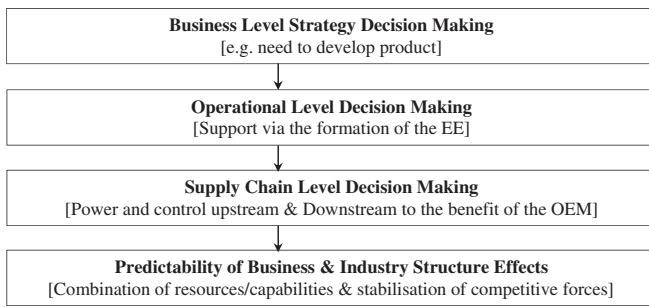 Business Level Strategy Decision Making
[e.g. need to develop product]
Operational Level Decision Making
[Support via the formation of the EE]
Supply Chain Level Decision Making
[Power and control upstream & Downstream to the benefit of the OEM]
Predictability of Business & Industry Structure Effects
[Combination of resources/capabilities & stabilisation of competitive forces]